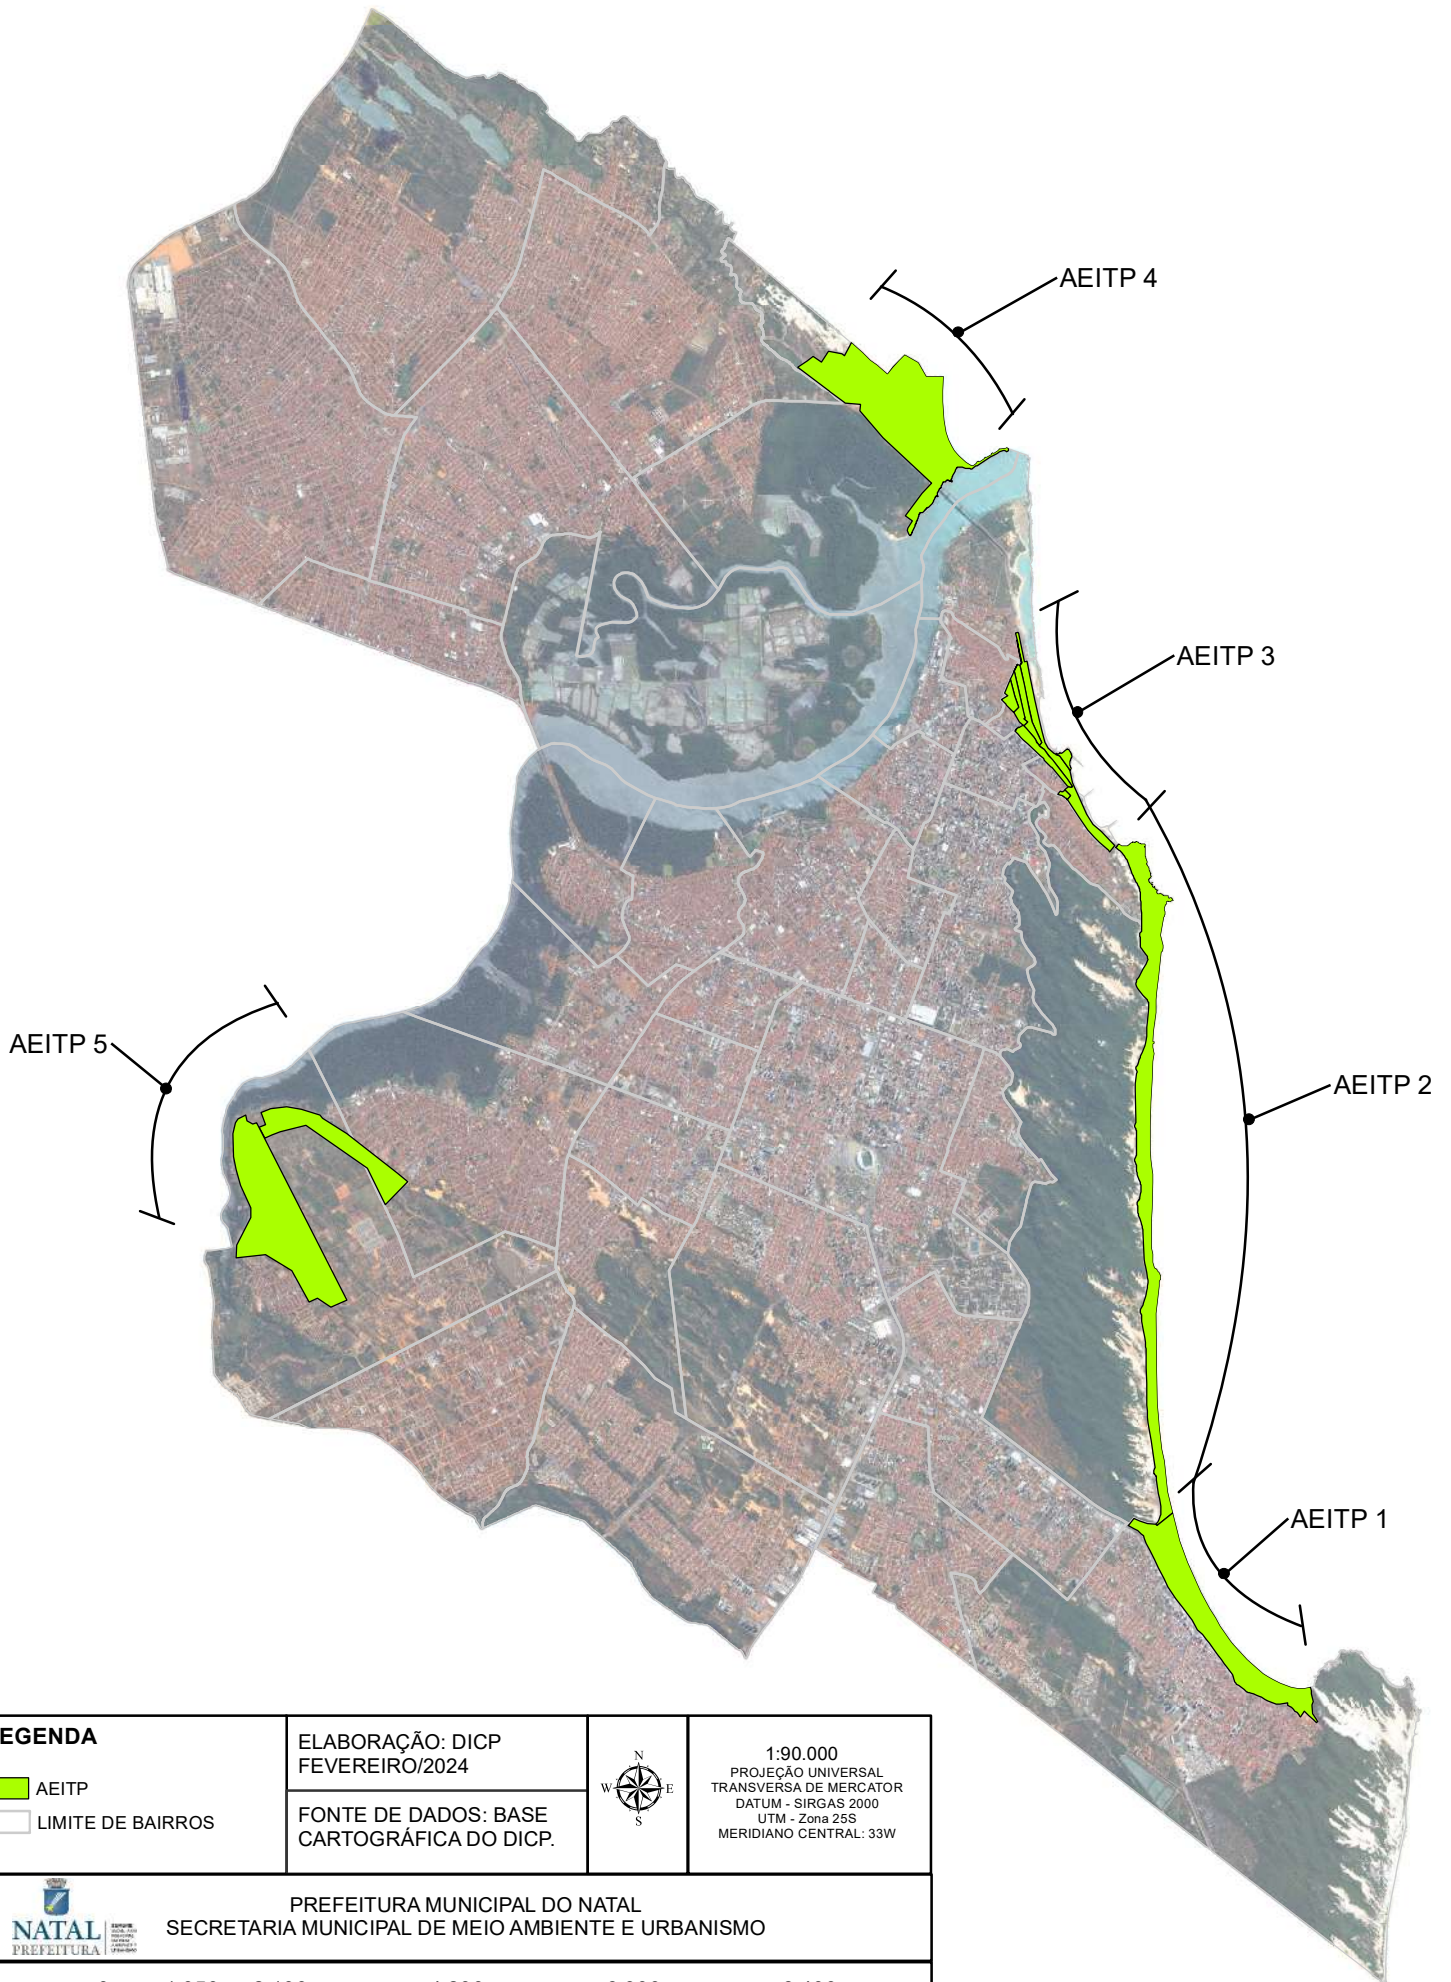 AEITP 4
AEITP 3
AEITP 5
AEITP 2
AEITP 1
EGENDA
AEITP
LIMITE DE BAIRROS
ELABORAÇÃO: DICP
FEVEREIRO/2024
FONTE DE DADOS: BASE
CARTOGRÁFICA DO DICP.
N
W E
S
1:90.000
PROJEÇÃO UNIVERSAL
TRANSVERSA DE MERCATOR
DATUM - SIRGAS 2000
UTM - Zona 25S
MERIDIANO CENTRAL: 33W
NATAL
PREFEITURA
PREFEITURA MUNICIPAL DO NATAL
SECRETARIA MUNICIPAL DE MEIO AMBIENTE E URBANISMO